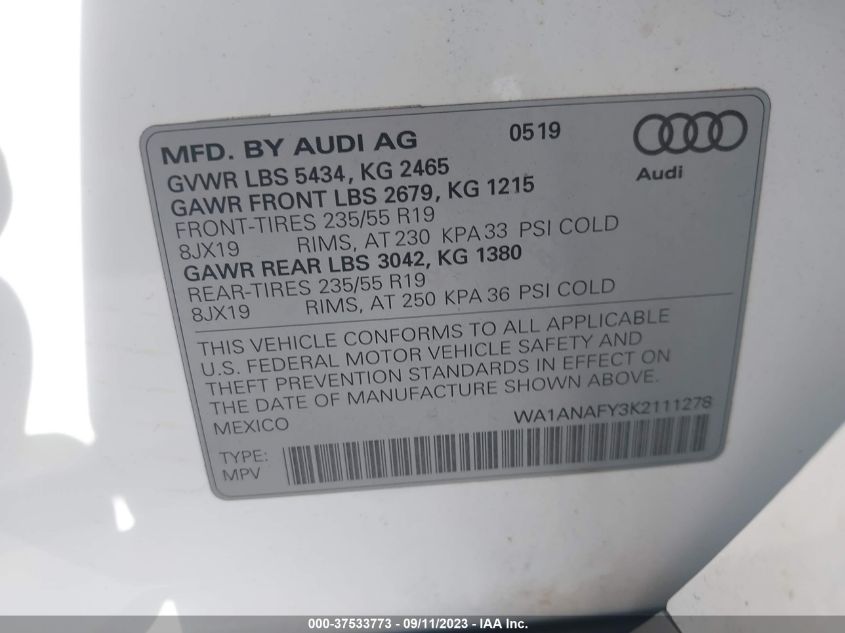 MFD. BY AUDI AG 0519
Audi
GVWR LBS 5434, KG 2465
GAWR FRONT LBS 2679, KG 1215
FRONT-TIRES 235/55 R19
8JX19 RIMS, AT 230 KPA 33 PSI COLD
GAWR REAR LBS 3042, KG 1380
REAR-TIRES 235/55 R19
8JX19 RIMS, AT 250 KPA 36 PSI COLD
THIS VEHICLE CONFORMS TO ALL APPLICABLE
U.S. FEDERAL MOTOR VEHICLE SAFETY AND
THEFT PREVENTION STANDARDS IN EFFECT ON
THE DATE OF MANUFACTURE SHOWN ABOVE.
MEXICO WA1ANAFY3K2111278
TYPE:
MPV
000-37533773 - 09/11/2023 - IAA Inc.